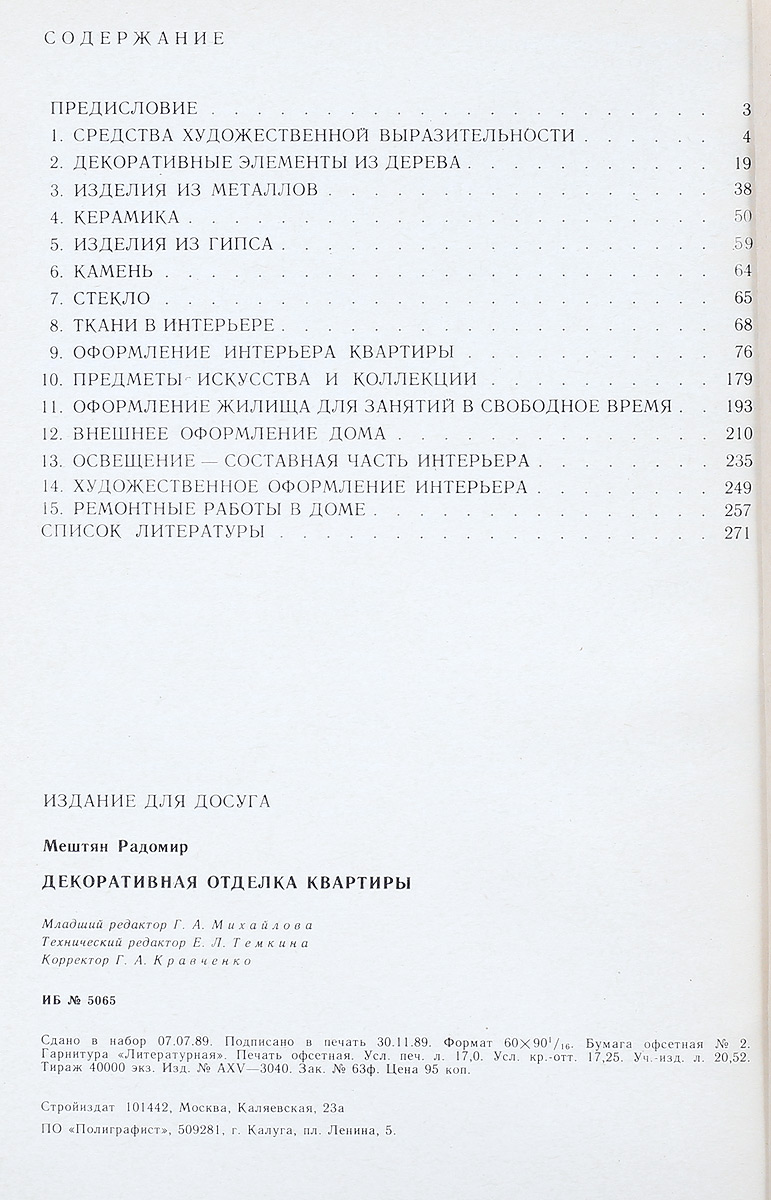 СОДЕРЖАНИЕ
ПРЕДИСЛОВИЕ . . . . . . . . . . . . . . . . . . . . . . 3
1. СРЕДСТВА ХУДОЖЕСТВЕННОЙ ВЫРАЗИТЕЛЬНОСТИ . . . . . . 4
2. ДЕКОРАТИВНЫЕ ЭЛЕМЕНТЫ ИЗ ДЕРЕВА . . . . . . . . . . . 19
3. ИЗДЕЛИЯ ИЗ МЕТАЛЛОВ . . . . . . . . . . . . . . . . . 38
4. КЕРАМИКА . . . . . . . . . . . . . . . . . . . . . . . 50
5. ИЗДЕЛИЯ ИЗ ГИПСА . . . . . . . . . . . . . . . . . . . 59
6. КАМЕНЬ . . . . . . . . . . . . . . . . . . . . . . . . 64
7. СТЕКЛО . . . . . . . . . . . . . . . . . . . . . . . . 65
8. ТКАНИ В ИНТЕРЬЕРЕ . . . . . . . . . . . . . . . . . . . 68
9. ОФОРМЛЕНИЕ ИНТЕРЬЕРА КВАРТИРЫ . . . . . . . . . . . 76
10. ПРЕДМЕТЫ ИСКУССТВА И КОЛЛЕКЦИИ . . . . . . . . . . 179
11. ОФОРМЛЕНИЕ ЖИЛИЩА ДЛЯ ЗАНЯТИЙ В СВОБОДНОЕ ВРЕМЯ . . 193
12. ВНЕШНЕЕ ОФОРМЛЕНИЕ ДОМА . . . . . . . . . . . . . . 210
13. ОСВЕЩЕНИЕ — СОСТАВНАЯ ЧАСТЬ ИНТЕРЬЕРА . . . . . . . . 235
14. ХУДОЖЕСТВЕННОЕ ОФОРМЛЕНИЕ ИНТЕРЬЕРА . . . . . . . . 249
15. РЕМОНТНЫЕ РАБОТЫ В ДОМЕ . . . . . . . . . . . . . . . 257
СПИСОК ЛИТЕРАТУРЫ . . . . . . . . . . . . . . . . . . . 271
ИЗДАНИЕ ДЛЯ ДОСУГА
Мештян Радомир
ДЕКОРАТИВНАЯ ОТДЕЛКА КВАРТИРЫ
Младший редактор Г. А. Михайлова
Технический редактор Е. Л. Темкина
Корректор Г. А. Кравченко
ИБ № 5065
Сдано в набор 07.07.89. Подписано в печать 30.11.89. Формат 60×90¹/₁₆. Бумага офсетная № 2.
Гарнитура «Литературная». Печать офсетная. Усл. печ. л. 17,0. Усл. кр.-отт. 17,25. Уч.-изд. л. 20,52.
Тираж 40000 экз. Изд. № AXV—3040. Зак. № 63ф. Цена 95 коп.
Стройиздат 101442, Москва, Каляевская, 23а
ПО «Полиграфист», 509281, г. Калуга, пл. Ленина, 5.